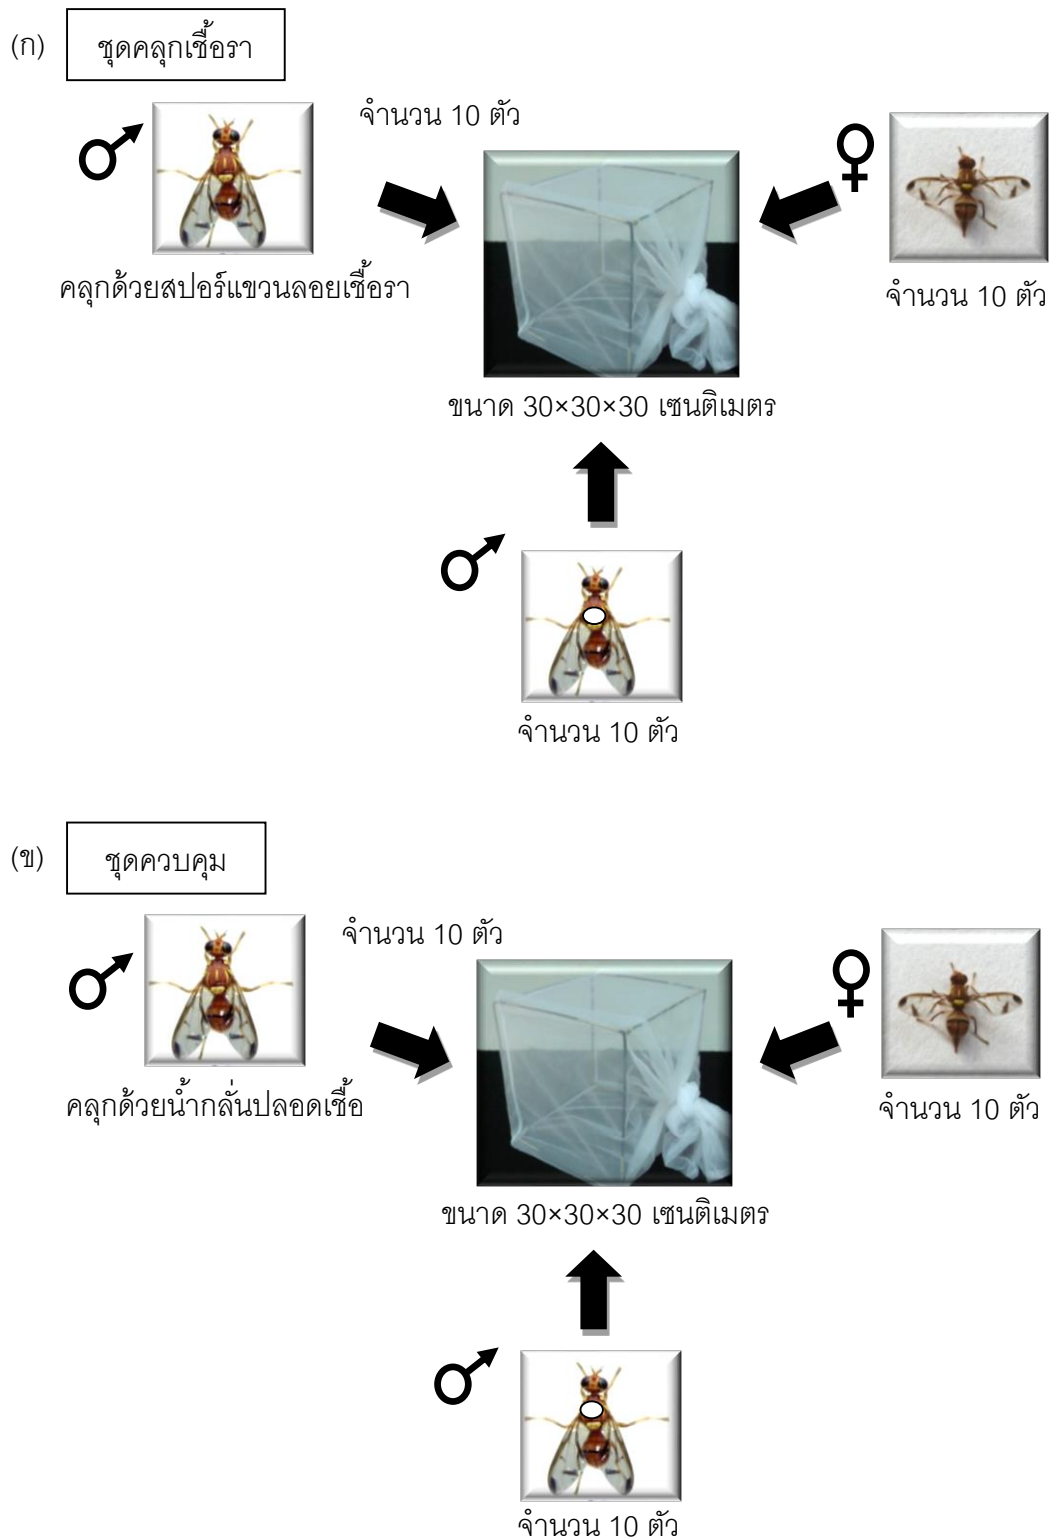 (ก) ชุดคลุกเชื้อรา
จำนวน 10 ตัว
คลุกด้วยสปอร์แขวนลอยเชื้อรา
จำนวน 10 ตัว
ขนาด 30×30×30 เซนติเมตร
จำนวน 10 ตัว
(ข) ชุดควบคุม
จำนวน 10 ตัว
คลุกด้วยน้ำกลั่นปลอดเชื้อ
จำนวน 10 ตัว
ขนาด 30×30×30 เซนติเมตร
จำนวน 10 ตัว